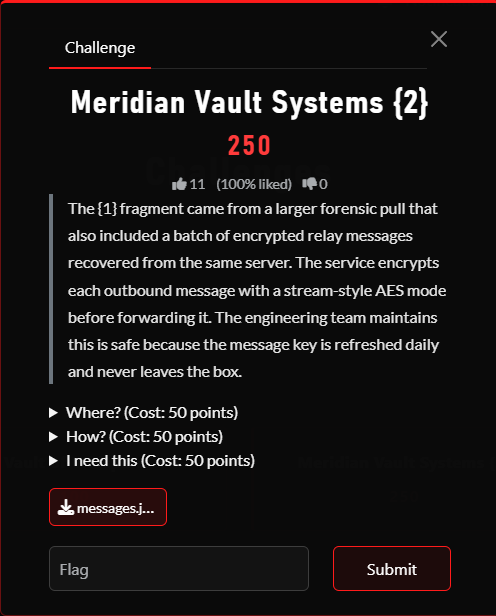 Challenge
Meridian Vault Systems {2}
250
11 (100% liked) 0
The {1} fragment came from a larger forensic pull that
also included a batch of encrypted relay messages
recovered from the same server. The service encrypts
each outbound message with a stream-style AES mode
before forwarding it. The engineering team maintains
this is safe because the message key is refreshed daily
and never leaves the box.
Where? (Cost: 50 points)
How? (Cost: 50 points)
I need this (Cost: 50 points)
messages.j...
Flag
Submit